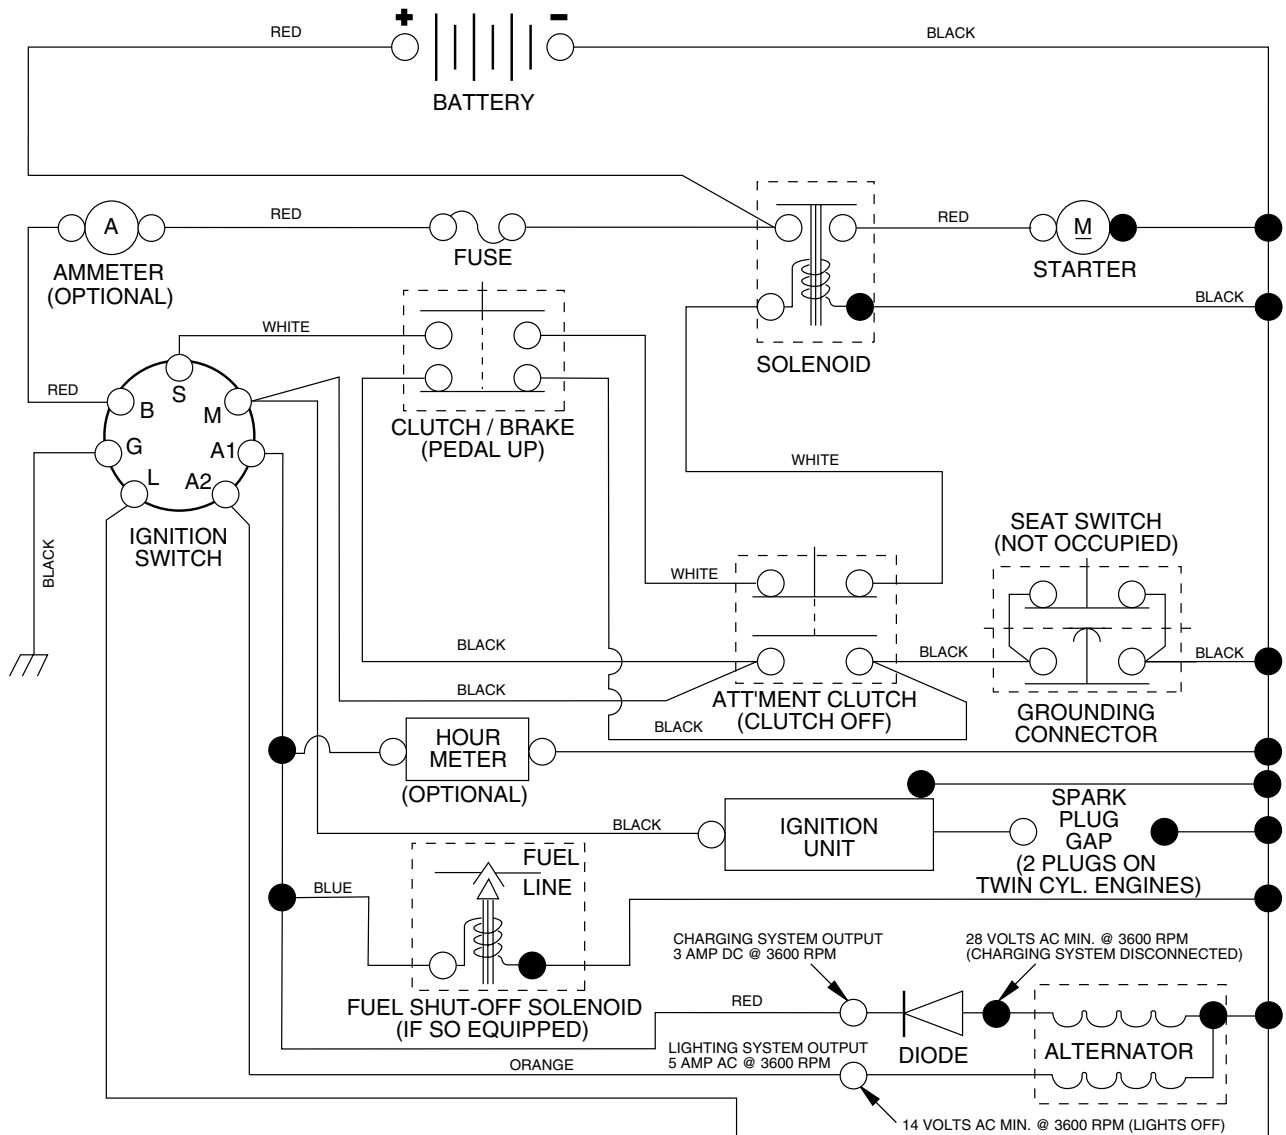 +
−
RED
BLACK
BATTERY
A
RED
FUSE
RED
M
STARTER
AMMETER
(OPTIONAL)
BLACK
WHITE
SOLENOID
RED
S
B
M
G
A1
L
A2
CLUTCH / BRAKE
(PEDAL UP)
WHITE
IGNITION
SWITCH
BLACK
SEAT SWITCH
(NOT OCCUPIED)
WHITE
BLACK
BLACK
BLACK
BLACK
ATT'MENT CLUTCH
(CLUTCH OFF)
BLACK
GROUNDING
CONNECTOR
HOUR
METER
(OPTIONAL)
BLACK
IGNITION
UNIT
SPARK
PLUG
GAP
(2 PLUGS ON
TWIN CYL. ENGINES)
FUEL
LINE
BLUE
FUEL SHUT-OFF SOLENOID
(IF SO EQUIPPED)
CHARGING SYSTEM OUTPUT
3 AMP DC @ 3600 RPM
28 VOLTS AC MIN. @ 3600 RPM
(CHARGING SYSTEM DISCONNECTED)
RED
DIODE
ALTERNATOR
LIGHTING SYSTEM OUTPUT
5 AMP AC @ 3600 RPM
ORANGE
14 VOLTS AC MIN. @ 3600 RPM (LIGHTS OFF)